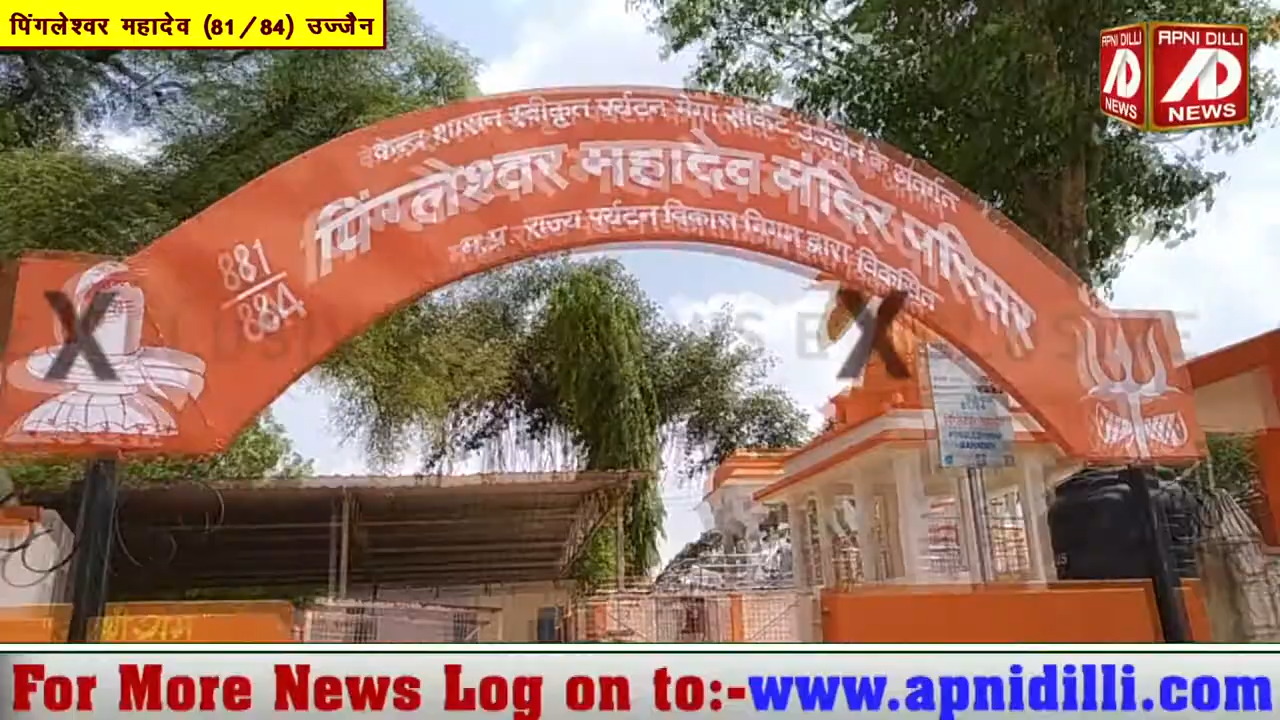 पिंगलेश्वर महादेव (81/84) उज्जैन
APNI DILLI
AD
NEWS
APNI DILLI
AD
NEWS
केन्द्र शासन स्वीकृत पर्यटन मेगा सर्किट उज्जैन के अंतर्गत
पिंग्लेश्वर महादेव मंदिर परिसर
81
84
म.प्र. राज्य पर्यटन विकास निगम द्वारा विकसित
श्री राम
For More News Log on to:-www.apnidilli.com